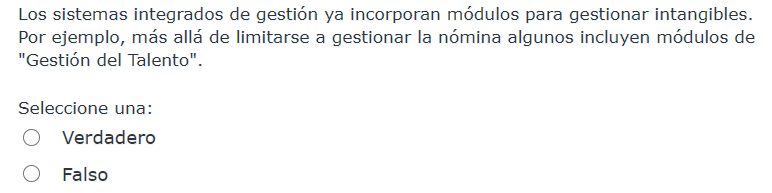 Los sistemas integrados de gestión ya incorporan módulos para gestionar intangibles.
Por ejemplo, más allá de limitarse a gestionar la nómina algunos incluyen módulos de
"Gestión del Talento".
Seleccione una:
Verdadero
Falso